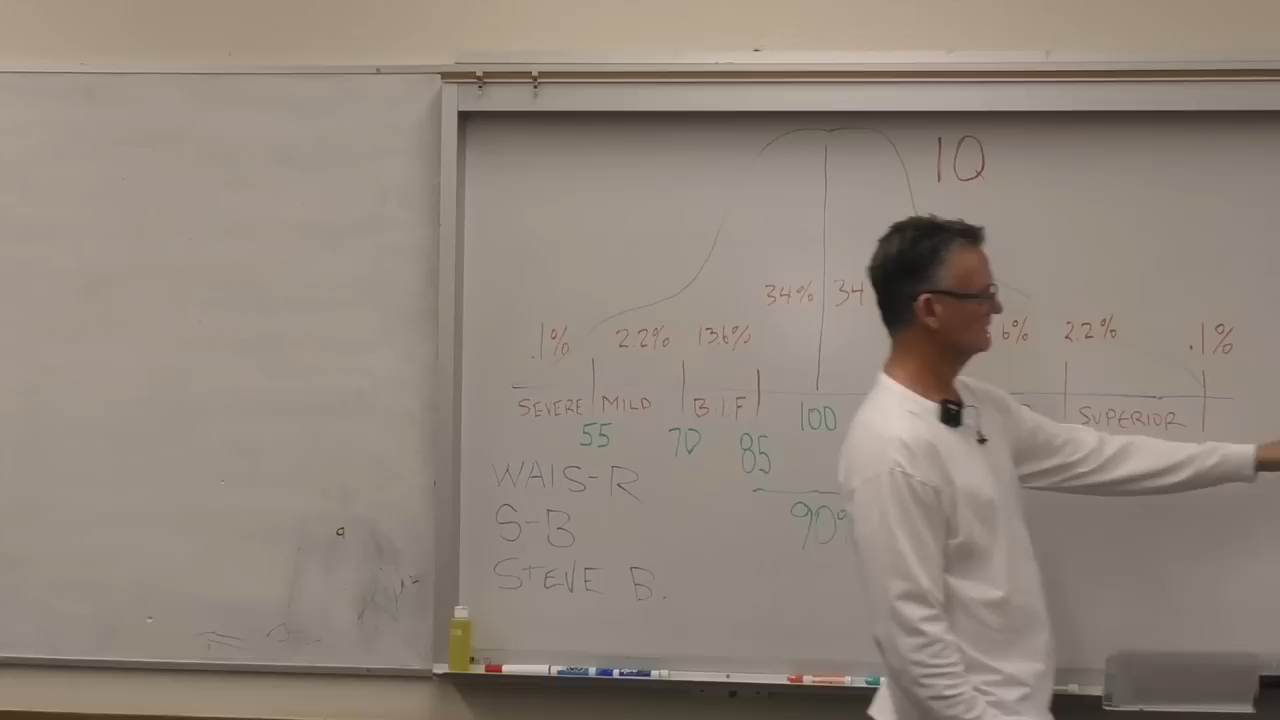 IQ
34% 34
.1% 2.2% 13.6% 6% 2.2% .1%
SEVERE MILD B.I.F SUPERIOR
55 70 85 100
WAIS-R
90%
S-B
STEVE B.